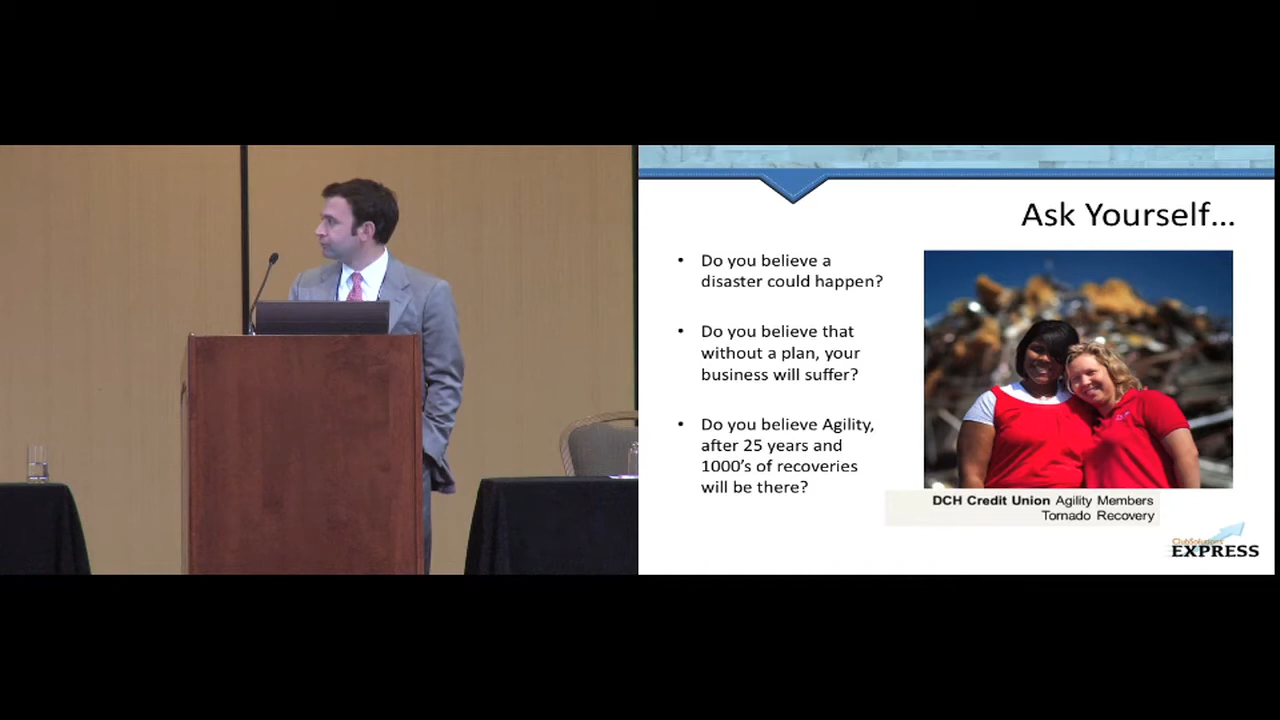 Ask Yourself...
• Do you believe a
disaster could happen?
• Do you believe that
without a plan, your
business will suffer?
• Do you believe Agility,
after 25 years and
1000's of recoveries
will be there?
DCH Credit Union Agility Members
Tornado Recovery
ClubSolutions
EXPRESS